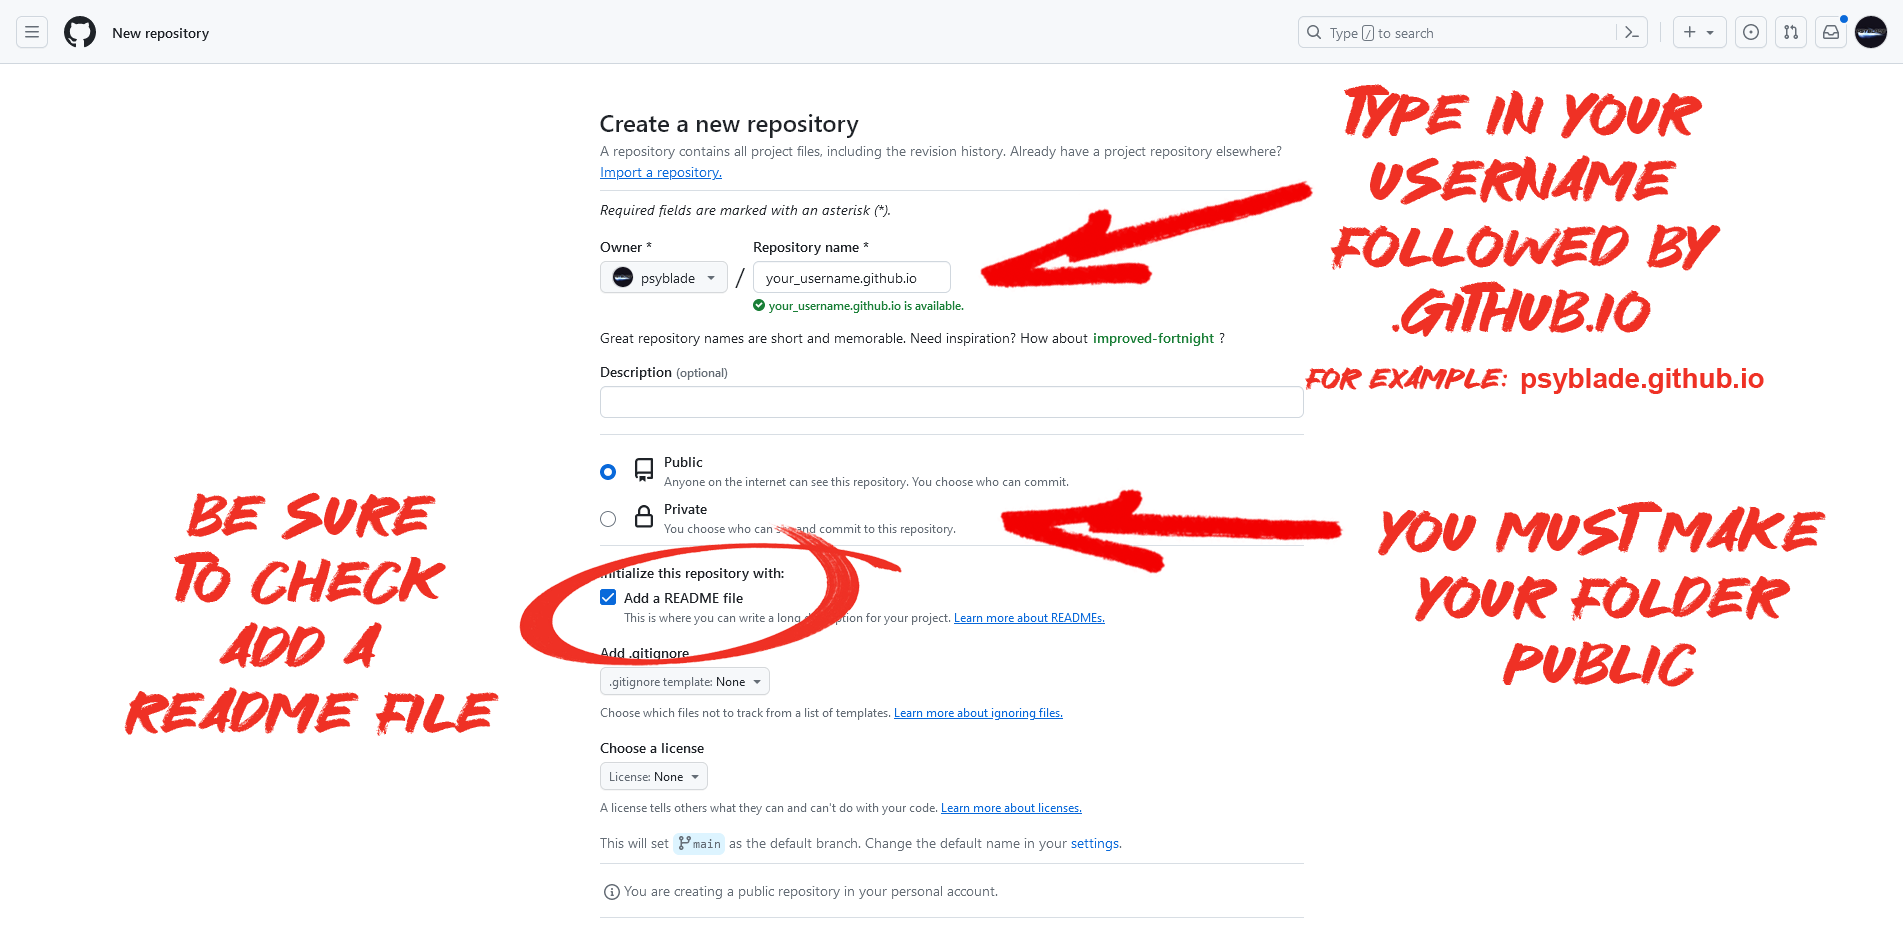 New repository
Type / to search
Create a new repository
A repository contains all project files, including the revision history. Already have a project repository elsewhere?
Import a repository.
Required fields are marked with an asterisk (*).
Owner *
Repository name *
psyblade
/
your_username.github.io
your_username.github.io is available.
Great repository names are short and memorable. Need inspiration? How about improved-fortnight ?
Description (optional)
TYPE IN YOUR
USERNAME
FOLLOWED BY
.GITHUB.IO
FOR EXAMPLE: psyblade.github.io
Public
Anyone on the internet can see this repository. You choose who can commit.
Private
You choose who can see and commit to this repository.
YOU MUST MAKE
YOUR FOLDER
PUBLIC
BE SURE
TO CHECK
ADD A
README FILE
Initialize this repository with:
Add a README file
This is where you can write a long description for your project. Learn more about READMEs.
Add .gitignore
.gitignore template: None
Choose which files not to track from a list of templates. Learn more about ignoring files.
Choose a license
License: None
A license tells others what they can and can't do with your code. Learn more about licenses.
This will set main as the default branch. Change the default name in your settings.
You are creating a public repository in your personal account.